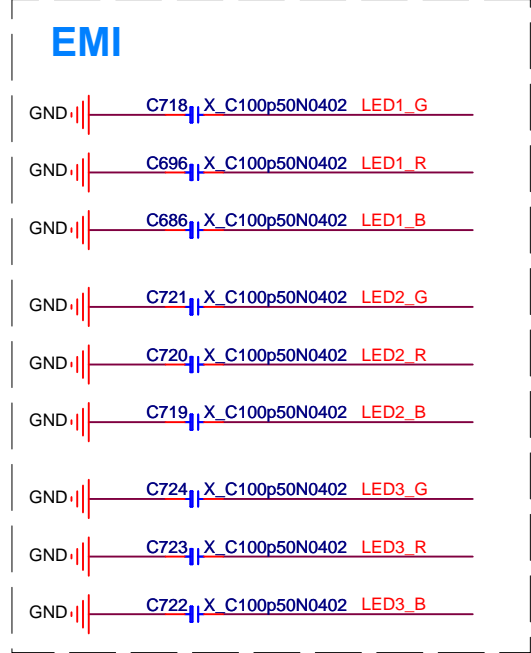 EMI
GND C718 X_C100p50N0402 LED1_G
GND C696 X_C100p50N0402 LED1_R
GND C686 X_C100p50N0402 LED1_B
GND C721 X_C100p50N0402 LED2_G
GND C720 X_C100p50N0402 LED2_R
GND C719 X_C100p50N0402 LED2_B
GND C724 X_C100p50N0402 LED3_G
GND C723 X_C100p50N0402 LED3_R
GND C722 X_C100p50N0402 LED3_B